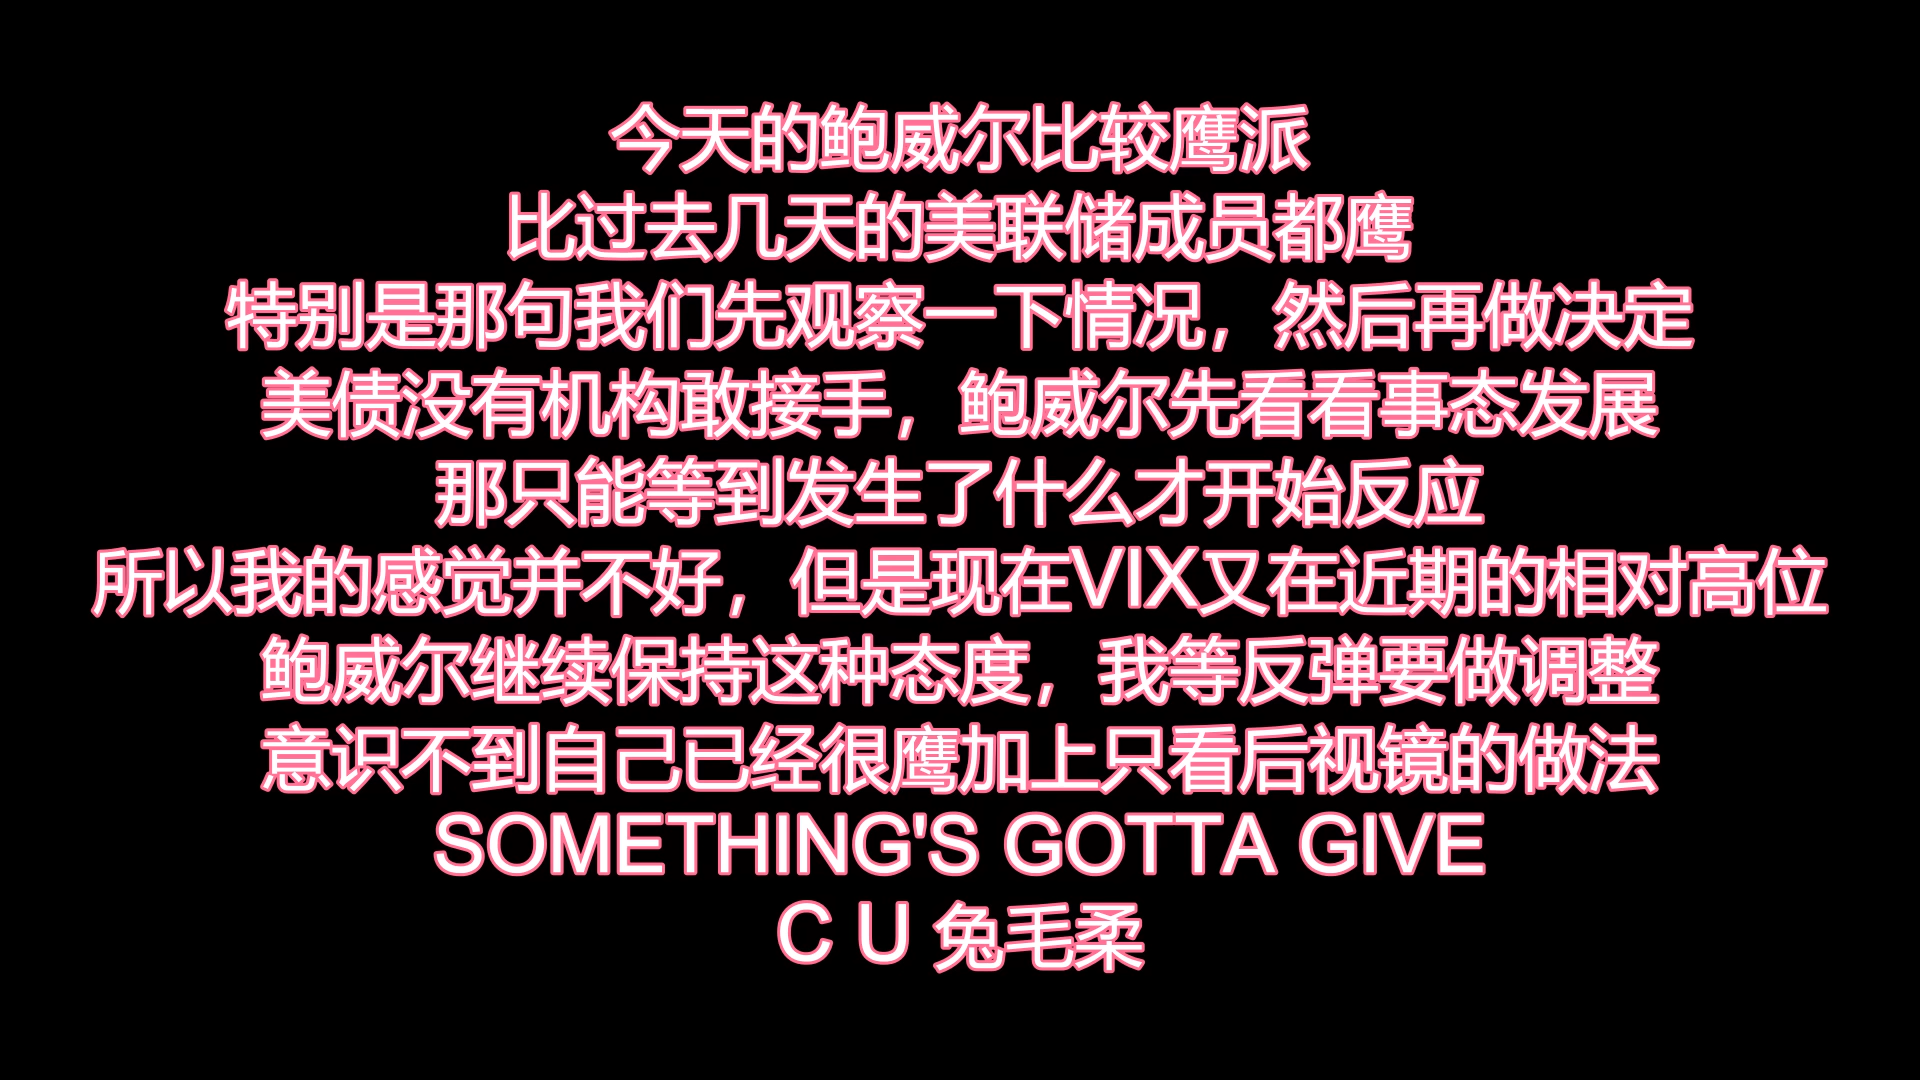 今天的鲍威尔比较鹰派
比过去几天的美联储成员都鹰
特别是那句我们先观察一下情况，然后再做决定
美债没有机构敢接手，鲍威尔先看看事态发展
那只能等到发生了什么才开始反应
所以我的感觉并不好，但是现在VIX又在近期的相对高位
鲍威尔继续保持这种态度，我等反弹要做调整
意识不到自己已经很鹰加上只看后视镜的做法
SOMETHING'S GOTTA GIVE
C U 兔毛柔